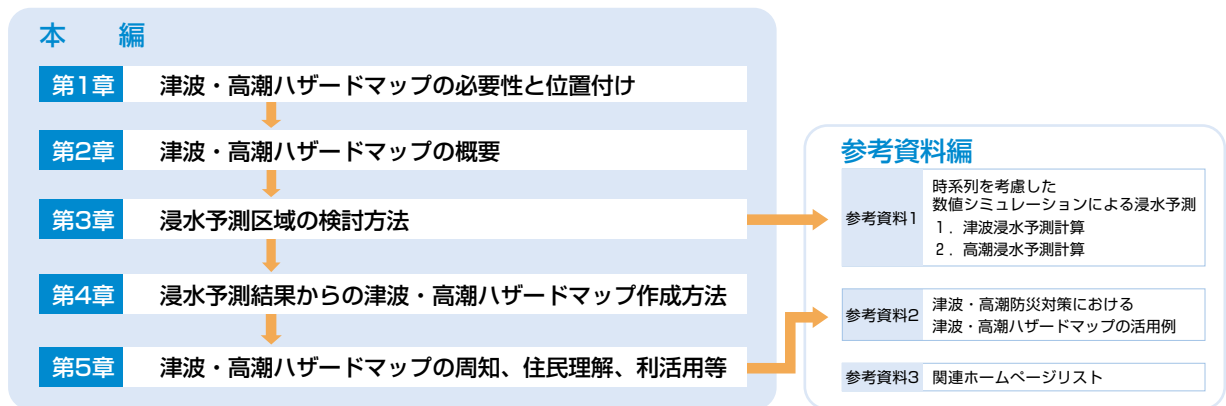 本　編
第1章　津波・高潮ハザードマップの必要性と位置付け
第2章　津波・高潮ハザードマップの概要
第3章　浸水予測区域の検討方法
第4章　浸水予測結果からの津波・高潮ハザードマップ作成方法
第5章　津波・高潮ハザードマップの周知、住民理解、利活用等
参考資料編
参考資料1
時系列を考慮した
数値シミュレーションによる浸水予測
1．津波浸水予測計算
2．高潮浸水予測計算
参考資料2
津波・高潮防災対策における
津波・高潮ハザードマップの活用例
参考資料3　関連ホームページリスト